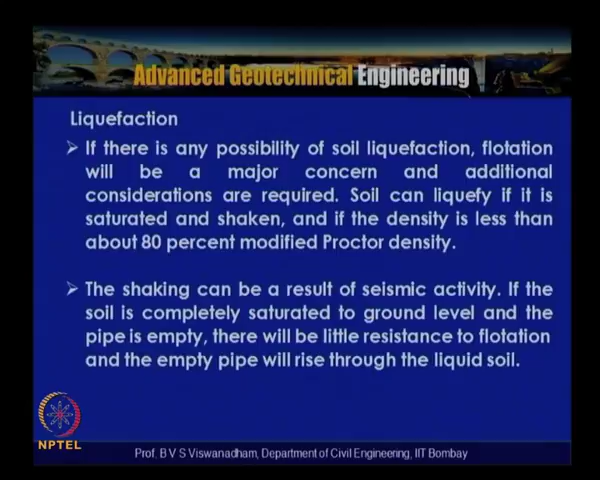 Advanced Geotechnical Engineering
Liquefaction
➢ If there is any possibility of soil liquefaction, flotation
will be a major concern and additional
considerations are required. Soil can liquefy if it is
saturated and shaken, and if the density is less than
about 80 percent modified Proctor density.
➢ The shaking can be a result of seismic activity. If the
soil is completely saturated to ground level and the
pipe is empty, there will be little resistance to flotation
and the empty pipe will rise through the liquid soil.
NPTEL
Prof. B V S Viswanadham, Department of Civil Engineering, IIT Bombay